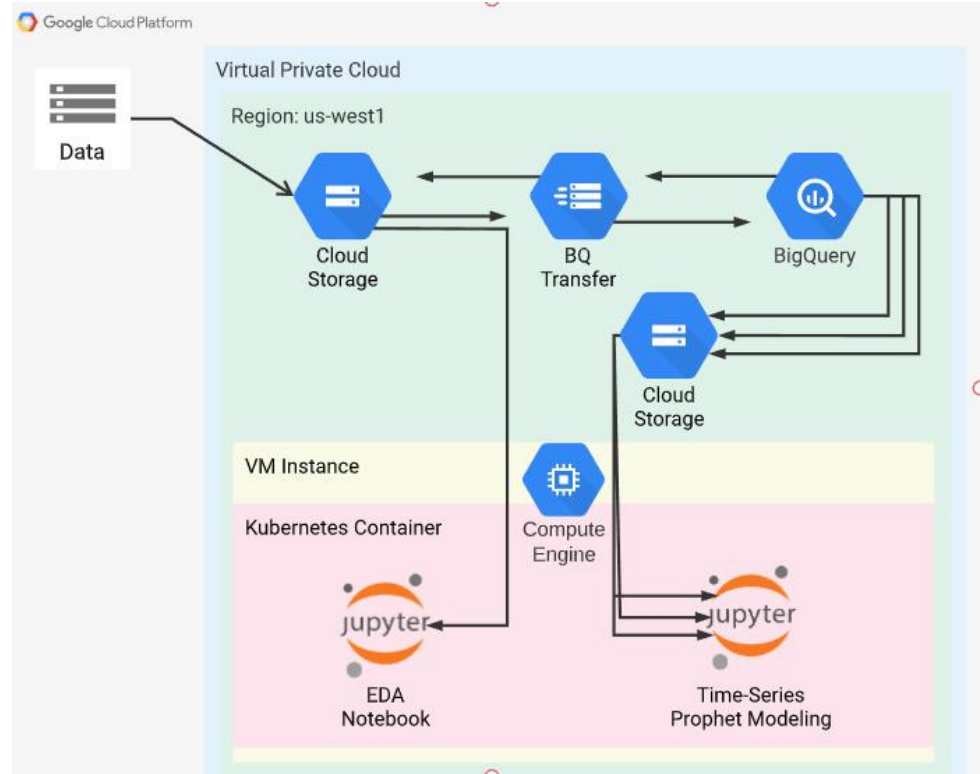 Google Cloud Platform
Virtual Private Cloud
Data
Region: us-west1
Cloud
Storage
BQ
Transfer
BigQuery
Cloud
Storage
VM Instance
Kubernetes Container
Compute
Engine
jupyter
EDA
Notebook
jupyter
Time-Series
Prophet Modeling